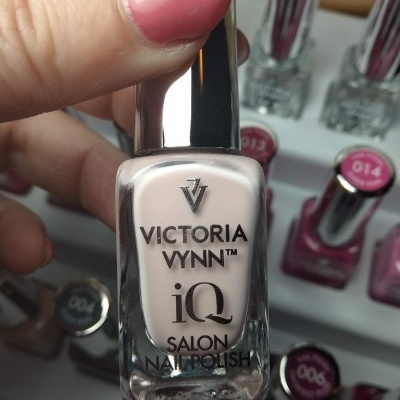 VICTORIA
VYNN™
iQ
SALON
NAIL POLISH
013
014
004
006